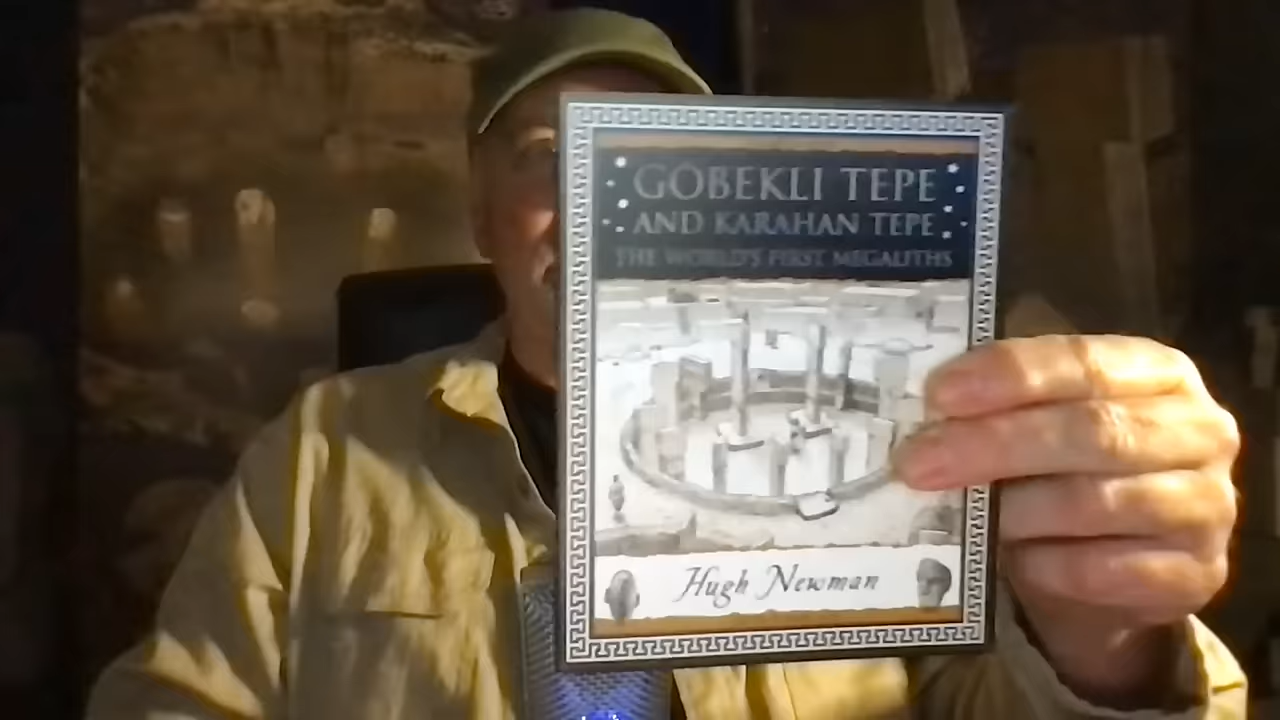 GÖBEKLI TEPE
AND KARAHAN TEPE
THE WORLD'S FIRST MEGALITHS
Hugh Newman